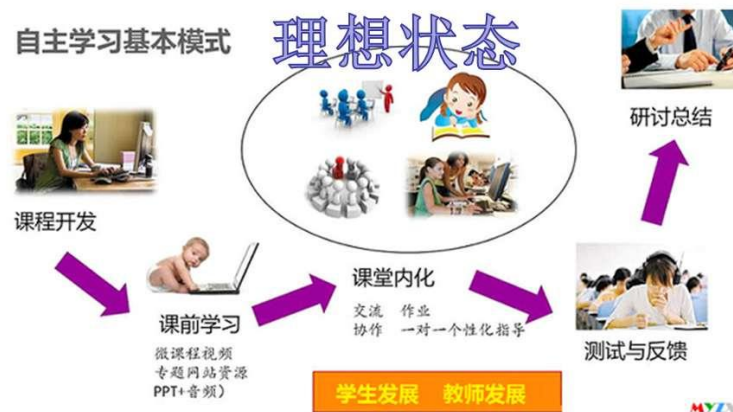 自主学习基本模式
理想状态
研讨总结
课程开发
课前学习
微课程视频
专题网站资源
PPT+音频）
课堂内化
交流 作业
协作 一对一个性化指导
测试与反馈
学生发展 教师发展